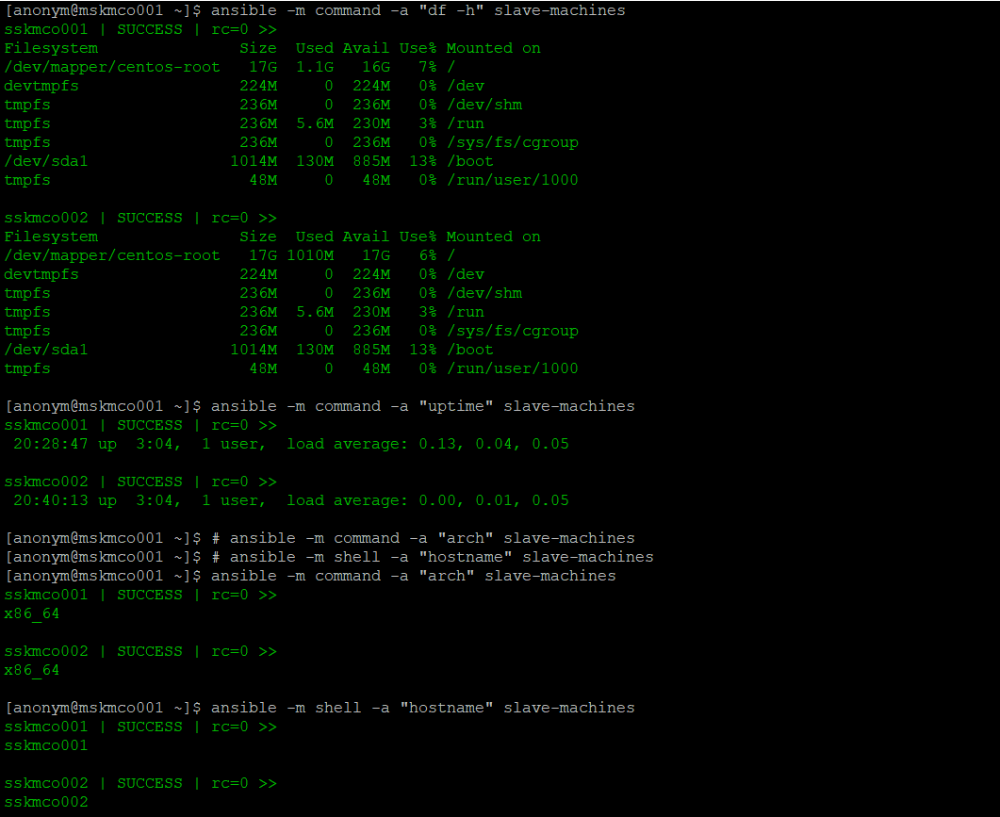 [anonym@mskmco001 ~]$ ansible -m command -a "df -h" slave-machines
sskmco001 | SUCCESS | rc=0 >>
Filesystem               Size  Used Avail Use% Mounted on
/dev/mapper/centos-root   17G  1.1G   16G   7% /
devtmpfs                 224M     0  224M   0% /dev
tmpfs                    236M     0  236M   0% /dev/shm
tmpfs                    236M  5.6M  230M   3% /run
tmpfs                    236M     0  236M   0% /sys/fs/cgroup
/dev/sda1               1014M  130M  885M  13% /boot
tmpfs                     48M     0   48M   0% /run/user/1000

sskmco002 | SUCCESS | rc=0 >>
Filesystem               Size  Used Avail Use% Mounted on
/dev/mapper/centos-root   17G 1010M   17G   6% /
devtmpfs                 224M     0  224M   0% /dev
tmpfs                    236M     0  236M   0% /dev/shm
tmpfs                    236M  5.6M  230M   3% /run
tmpfs                    236M     0  236M   0% /sys/fs/cgroup
/dev/sda1               1014M  130M  885M  13% /boot
tmpfs                     48M     0   48M   0% /run/user/1000

[anonym@mskmco001 ~]$ ansible -m command -a "uptime" slave-machines
sskmco001 | SUCCESS | rc=0 >>
 20:28:47 up  3:04,  1 user,  load average: 0.13, 0.04, 0.05

sskmco002 | SUCCESS | rc=0 >>
 20:40:13 up  3:04,  1 user,  load average: 0.00, 0.01, 0.05

[anonym@mskmco001 ~]$ # ansible -m command -a "arch" slave-machines
[anonym@mskmco001 ~]$ # ansible -m shell -a "hostname" slave-machines
[anonym@mskmco001 ~]$ ansible -m command -a "arch" slave-machines
sskmco001 | SUCCESS | rc=0 >>
x86_64

sskmco002 | SUCCESS | rc=0 >>
x86_64

[anonym@mskmco001 ~]$ ansible -m shell -a "hostname" slave-machines
sskmco001 | SUCCESS | rc=0 >>
sskmco001

sskmco002 | SUCCESS | rc=0 >>
sskmco002